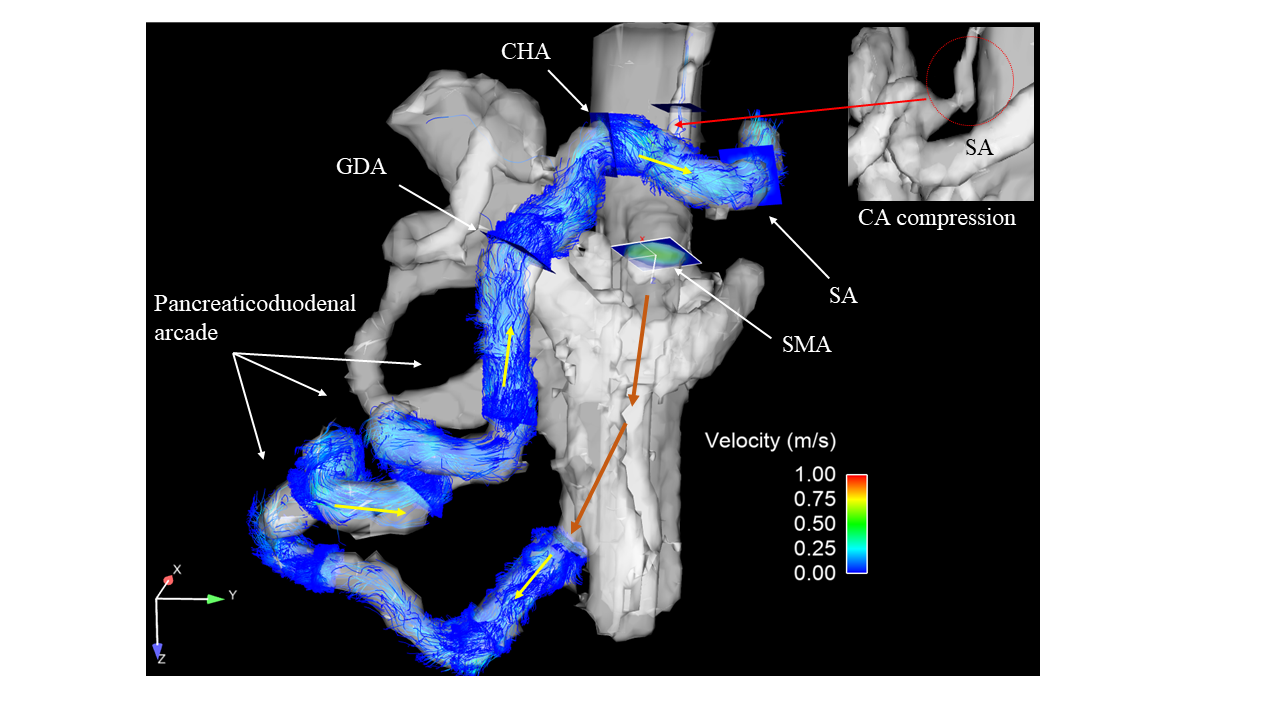 CHA
GDA
SA
CA compression
Pancreaticoduodenal
arcade
SA
SMA
Velocity (m/s)
1.00
0.75
0.50
0.25
0.00
X
Y
Z